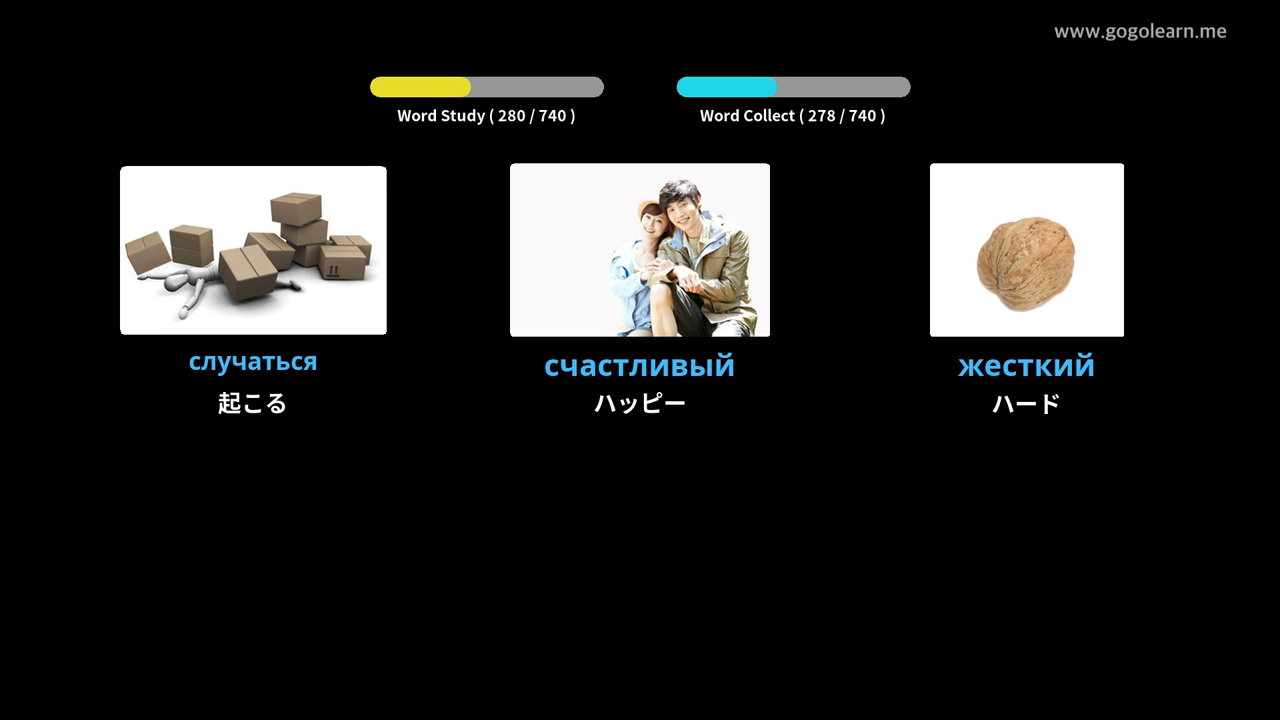 www.gogolearn.me
Word Study ( 280 / 740 )
Word Collect ( 278 / 740 )
случаться
起こる
счастливый
ハッピー
жесткий
ハード